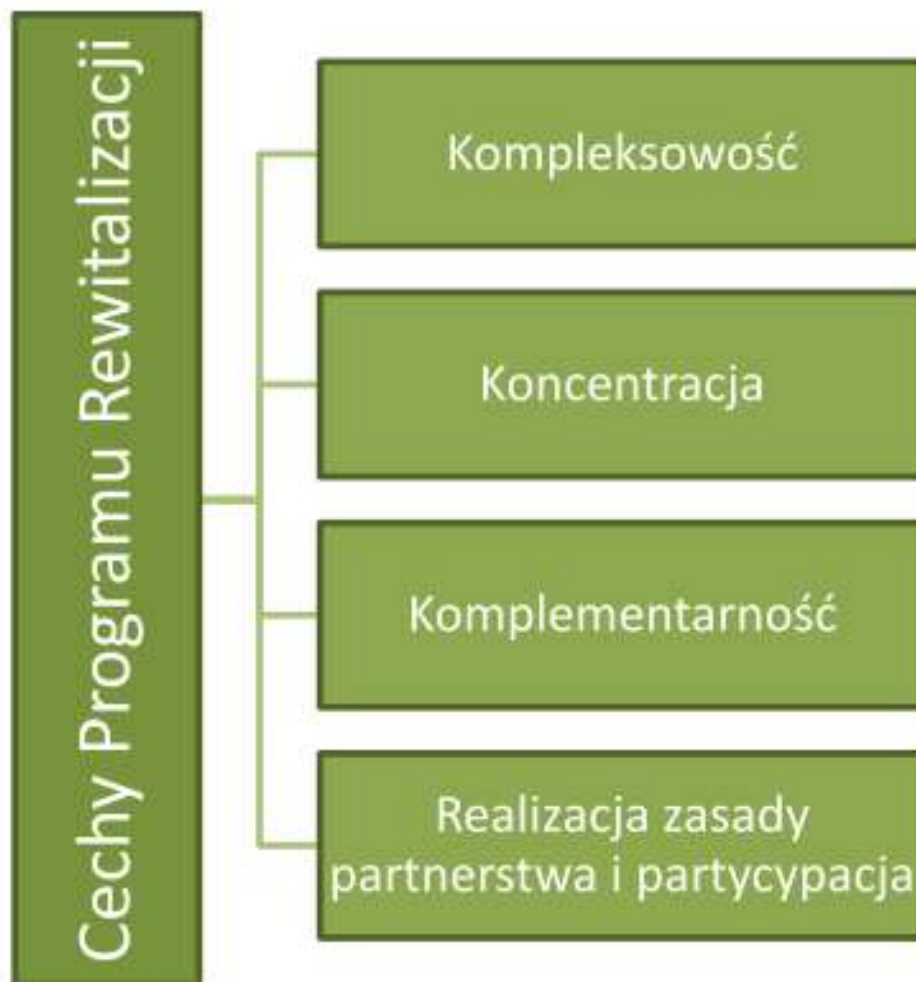 Cechy Programu Rewitalizacji
Kompleksowość
Koncentracja
Komplementarność
Realizacja zasady
partnerstwa i partycypacja